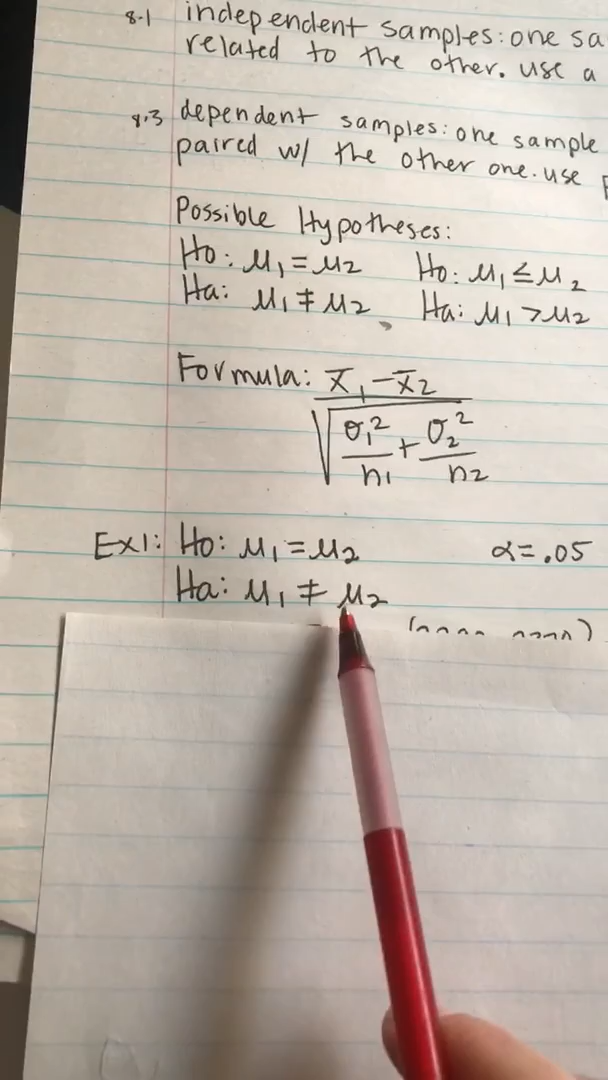 8.1 independent samples: one sa
related to the other. use a
8.3 dependent samples: one sample
paired w/ the other one. use
Possible Hypotheses:
Ho: μ₁ = μ₂ Ho: μ₁ ≤ μ₂
Ha: μ₁ ≠ μ₂ Ha: μ₁ > μ₂
Formula: x̄₁ - x̄₂
√ σ₁² + σ₂²
n₁ n₂
Ex1: Ho: μ₁ = μ₂ α = .05
Ha: μ₁ ≠ μ₂